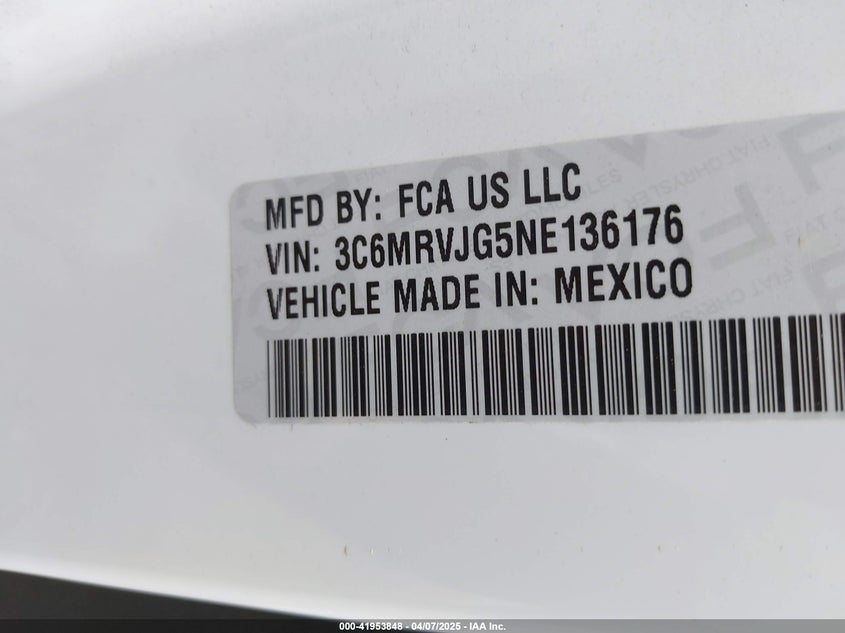 MFD BY: FCA US LLC
VIN: 3C6MRVJG5NE136176
VEHICLE MADE IN: MEXICO
000-41953848 - 04/07/2025 - IAA Inc.